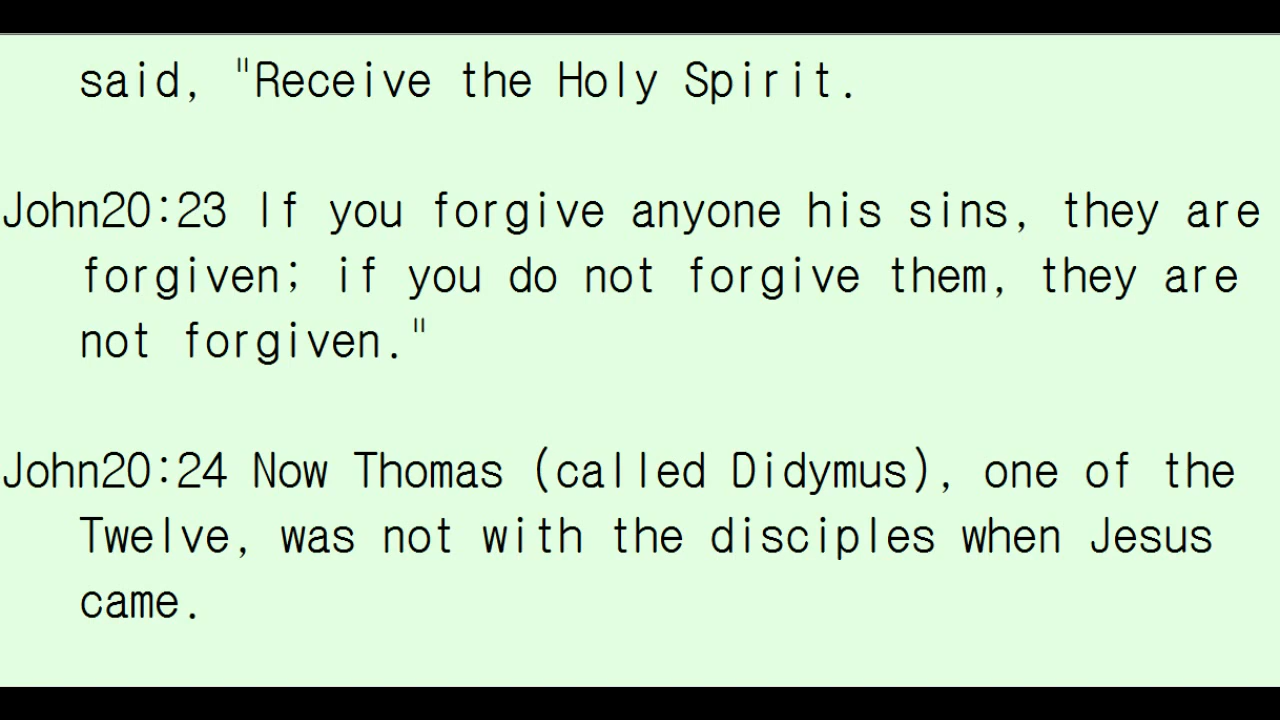 said, "Receive the Holy Spirit.
John20:23 If you forgive anyone his sins, they are
forgiven; if you do not forgive them, they are
not forgiven."
John20:24 Now Thomas (called Didymus), one of the
Twelve, was not with the disciples when Jesus
came.